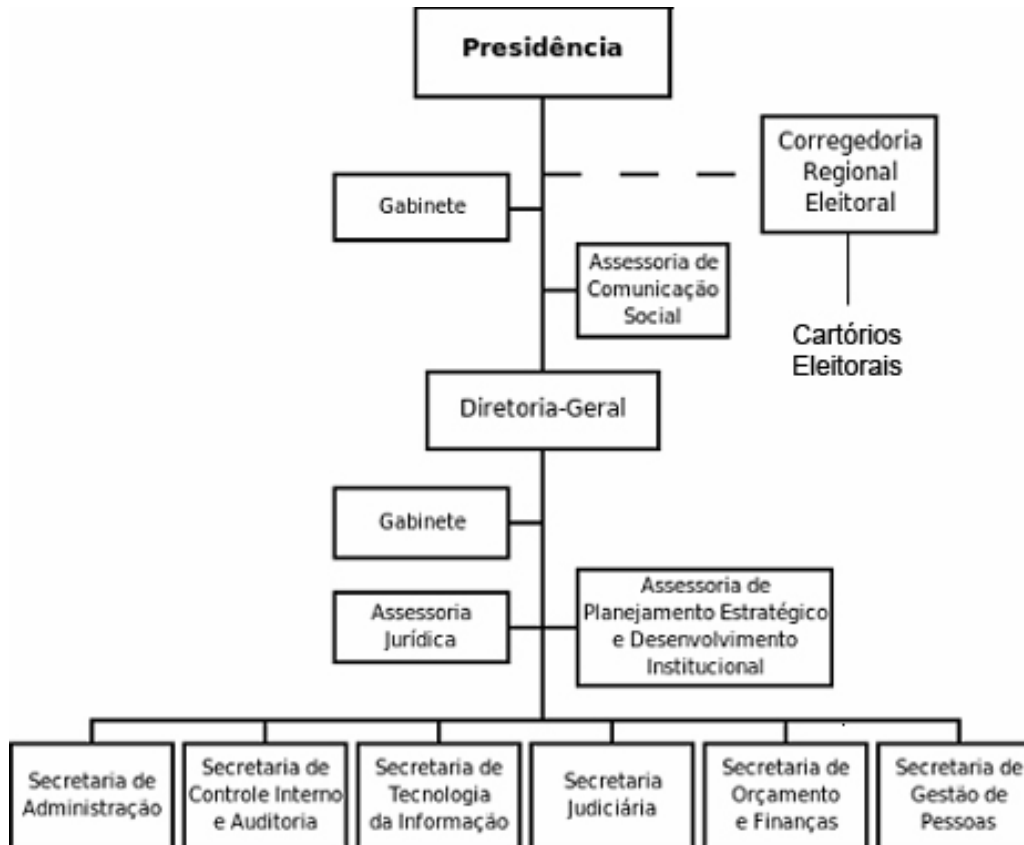 Presidência
Corregedoria
Regional
Eleitoral
Gabinete
Assessoria de
Comunicação
Social
Cartórios
Eleitorais
Diretoria-Geral
Gabinete
Assessoria
Jurídica
Assessoria de
Planejamento Estratégico
e Desenvolvimento
Institucional
Secretaria de
Administração
Secretaria de
Controle Interno
e Auditoria
Secretaria de
Tecnologia
da Informação
Secretaria
Judiciária
Secretaria de
Orçamento
e Finanças
Secretaria de
Gestão de
Pessoas